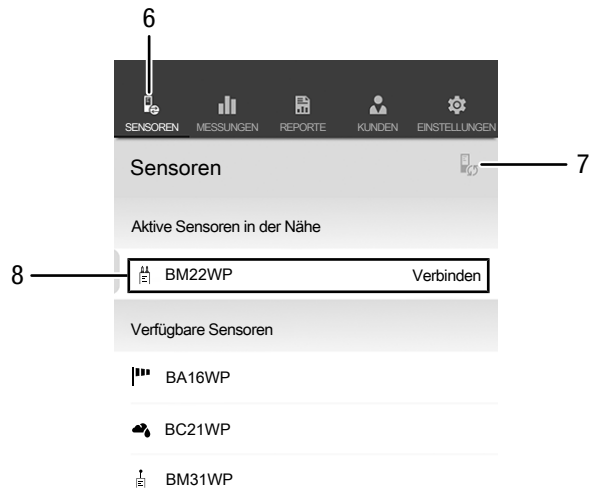 6
SENSOREN MESSUNGEN REPORTE KUNDEN EINSTELLUNGEN
Sensoren
7
Aktive Sensoren in der Nähe
8
BM22WP Verbinden
Verfügbare Sensoren
BA16WP
BC21WP
BM31WP